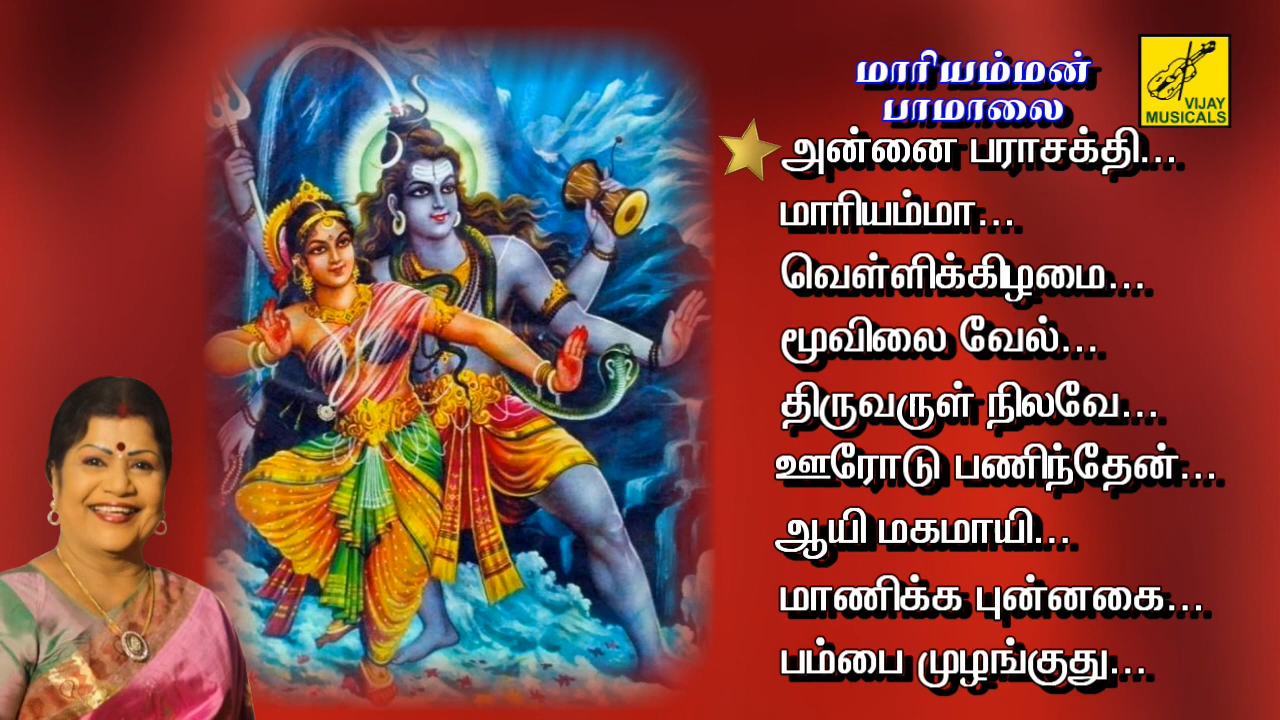 மாரியம்மன்
பாமாலை
VIJAY
MUSICALS
அன்னை பராசக்தி...
மாரியம்மா...
வெள்ளிக்கிழமை...
மூவிலை வேல்...
திருவருள் நிலவே...
ஊரோடு பணிந்தேன்...
ஆயி மகமாயி...
மாணிக்க புன்னகை...
பம்பை முழங்குது...